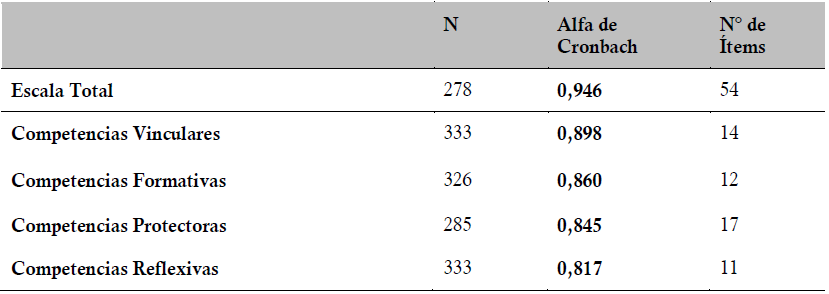 N Alfa de Cronbach N° de Ítems
Escala Total 278 0,946 54
Competencias Vinculares 333 0,898 14
Competencias Formativas 326 0,860 12
Competencias Protectoras 285 0,845 17
Competencias Reflexivas 333 0,817 11